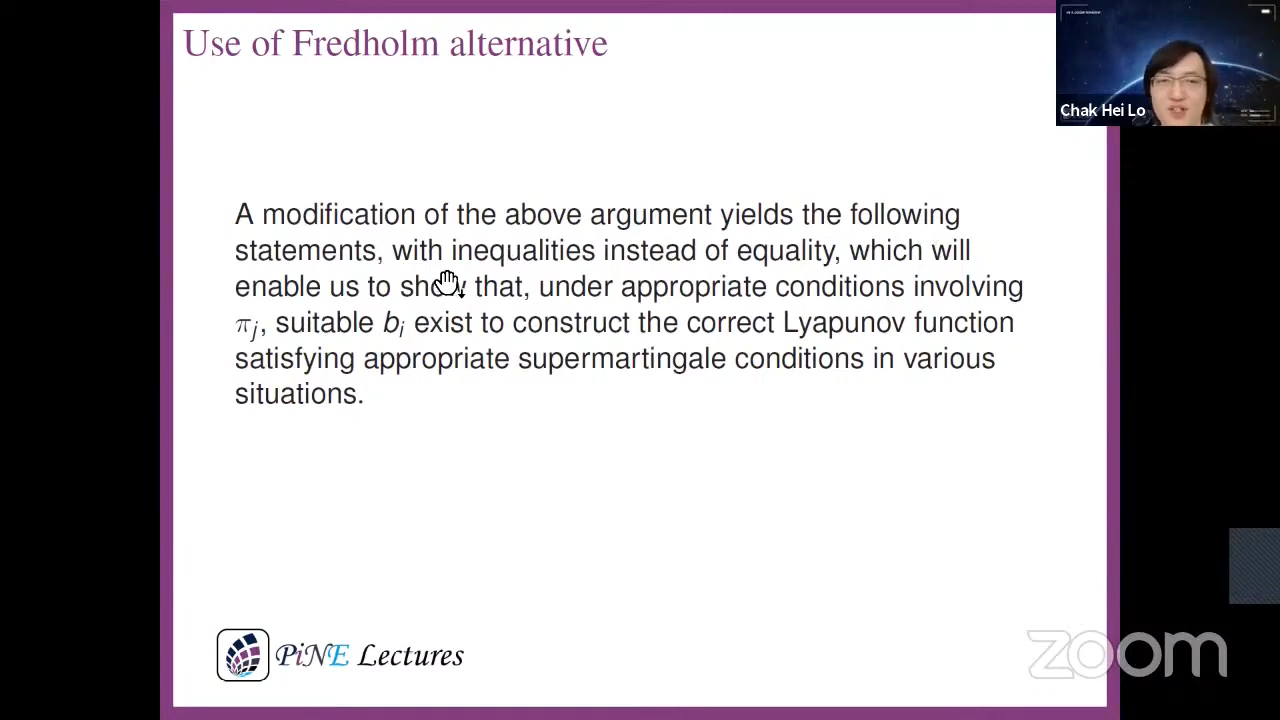 Use of Fredholm alternative
Chak Hei Lo
A modification of the above argument yields the following
statements, with inequalities instead of equality, which will
enable us to show that, under appropriate conditions involving
πj, suitable bi exist to construct the correct Lyapunov function
satisfying appropriate supermartingale conditions in various
situations.
PiNE Lectures
zoom